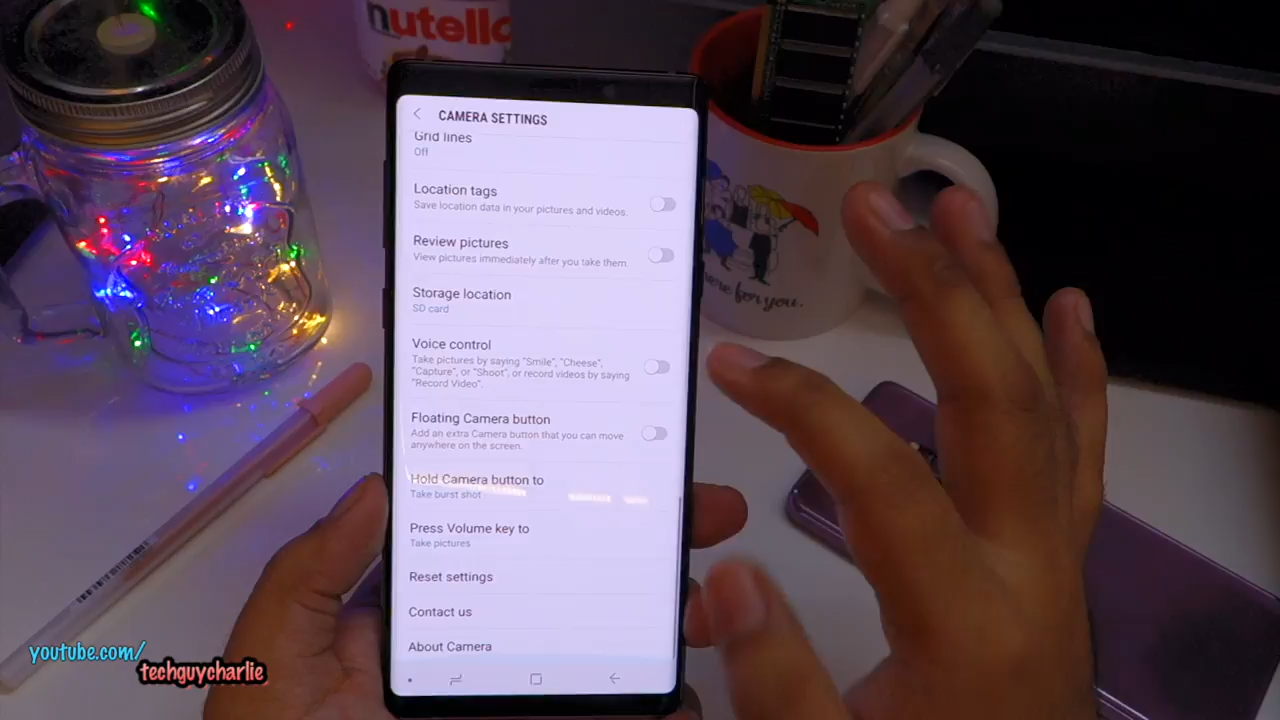 nutella
CAMERA SETTINGS
Grid lines
Off
Location tags
Save location data in your pictures and videos.
Review pictures
View pictures immediately after you take them.
Storage location
SD card
Voice control
Take pictures by saying "Smile", "Cheese",
"Capture", or "Shoot", or record videos by saying
"Record Video".
Floating Camera button
Add an extra Camera button that you can move
anywhere on the screen.
Hold Camera button to
Take burst shot
Press Volume key to
Take pictures
Reset settings
Contact us
About Camera
for you.
youtube.com/
techguycharlie